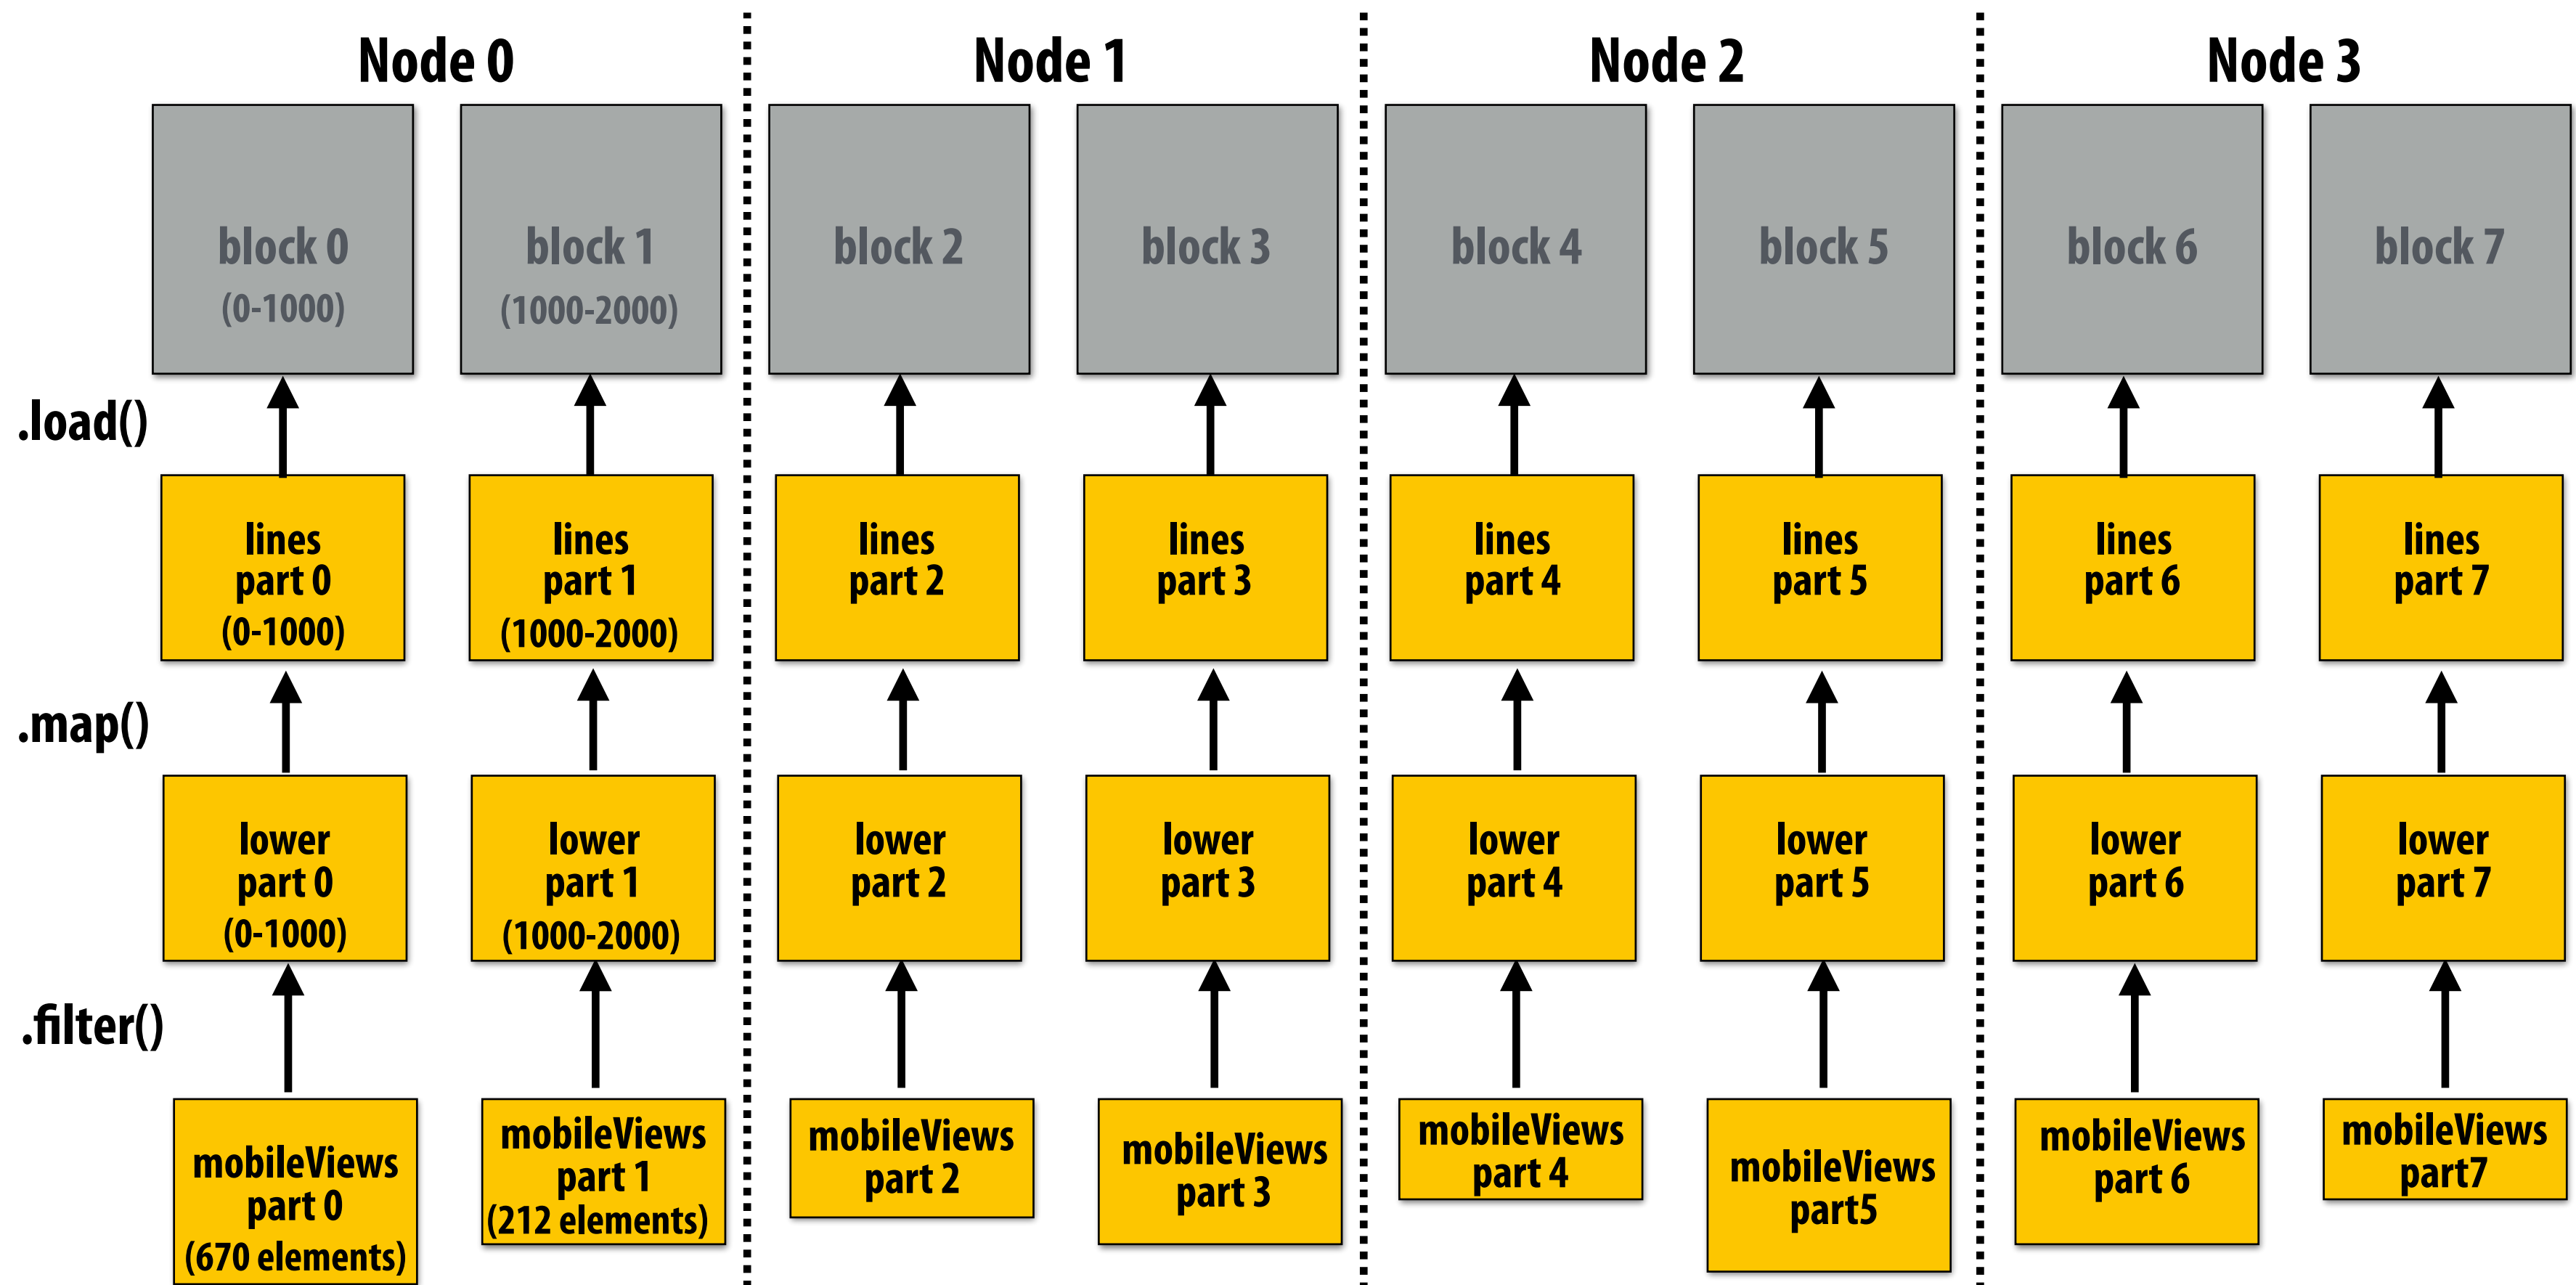 Node 0
Node 1
Node 2
Node 3
block 0
(0-1000)
block 1
(1000-2000)
block 2
block 3
block 4
block 5
block 6
block 7
.load()
lines
part 0
(0-1000)
lines
part 1
(1000-2000)
lines
part 2
lines
part 3
lines
part 4
lines
part 5
lines
part 6
lines
part 7
.map()
lower
part 0
(0-1000)
lower
part 1
(1000-2000)
lower
part 2
lower
part 3
lower
part 4
lower
part 5
lower
part 6
lower
part 7
.filter()
mobileViews
part 0
(670 elements)
mobileViews
part 1
(212 elements)
mobileViews
part 2
mobileViews
part 3
mobileViews
part 4
mobileViews
part5
mobileViews
part 6
mobileViews
part7